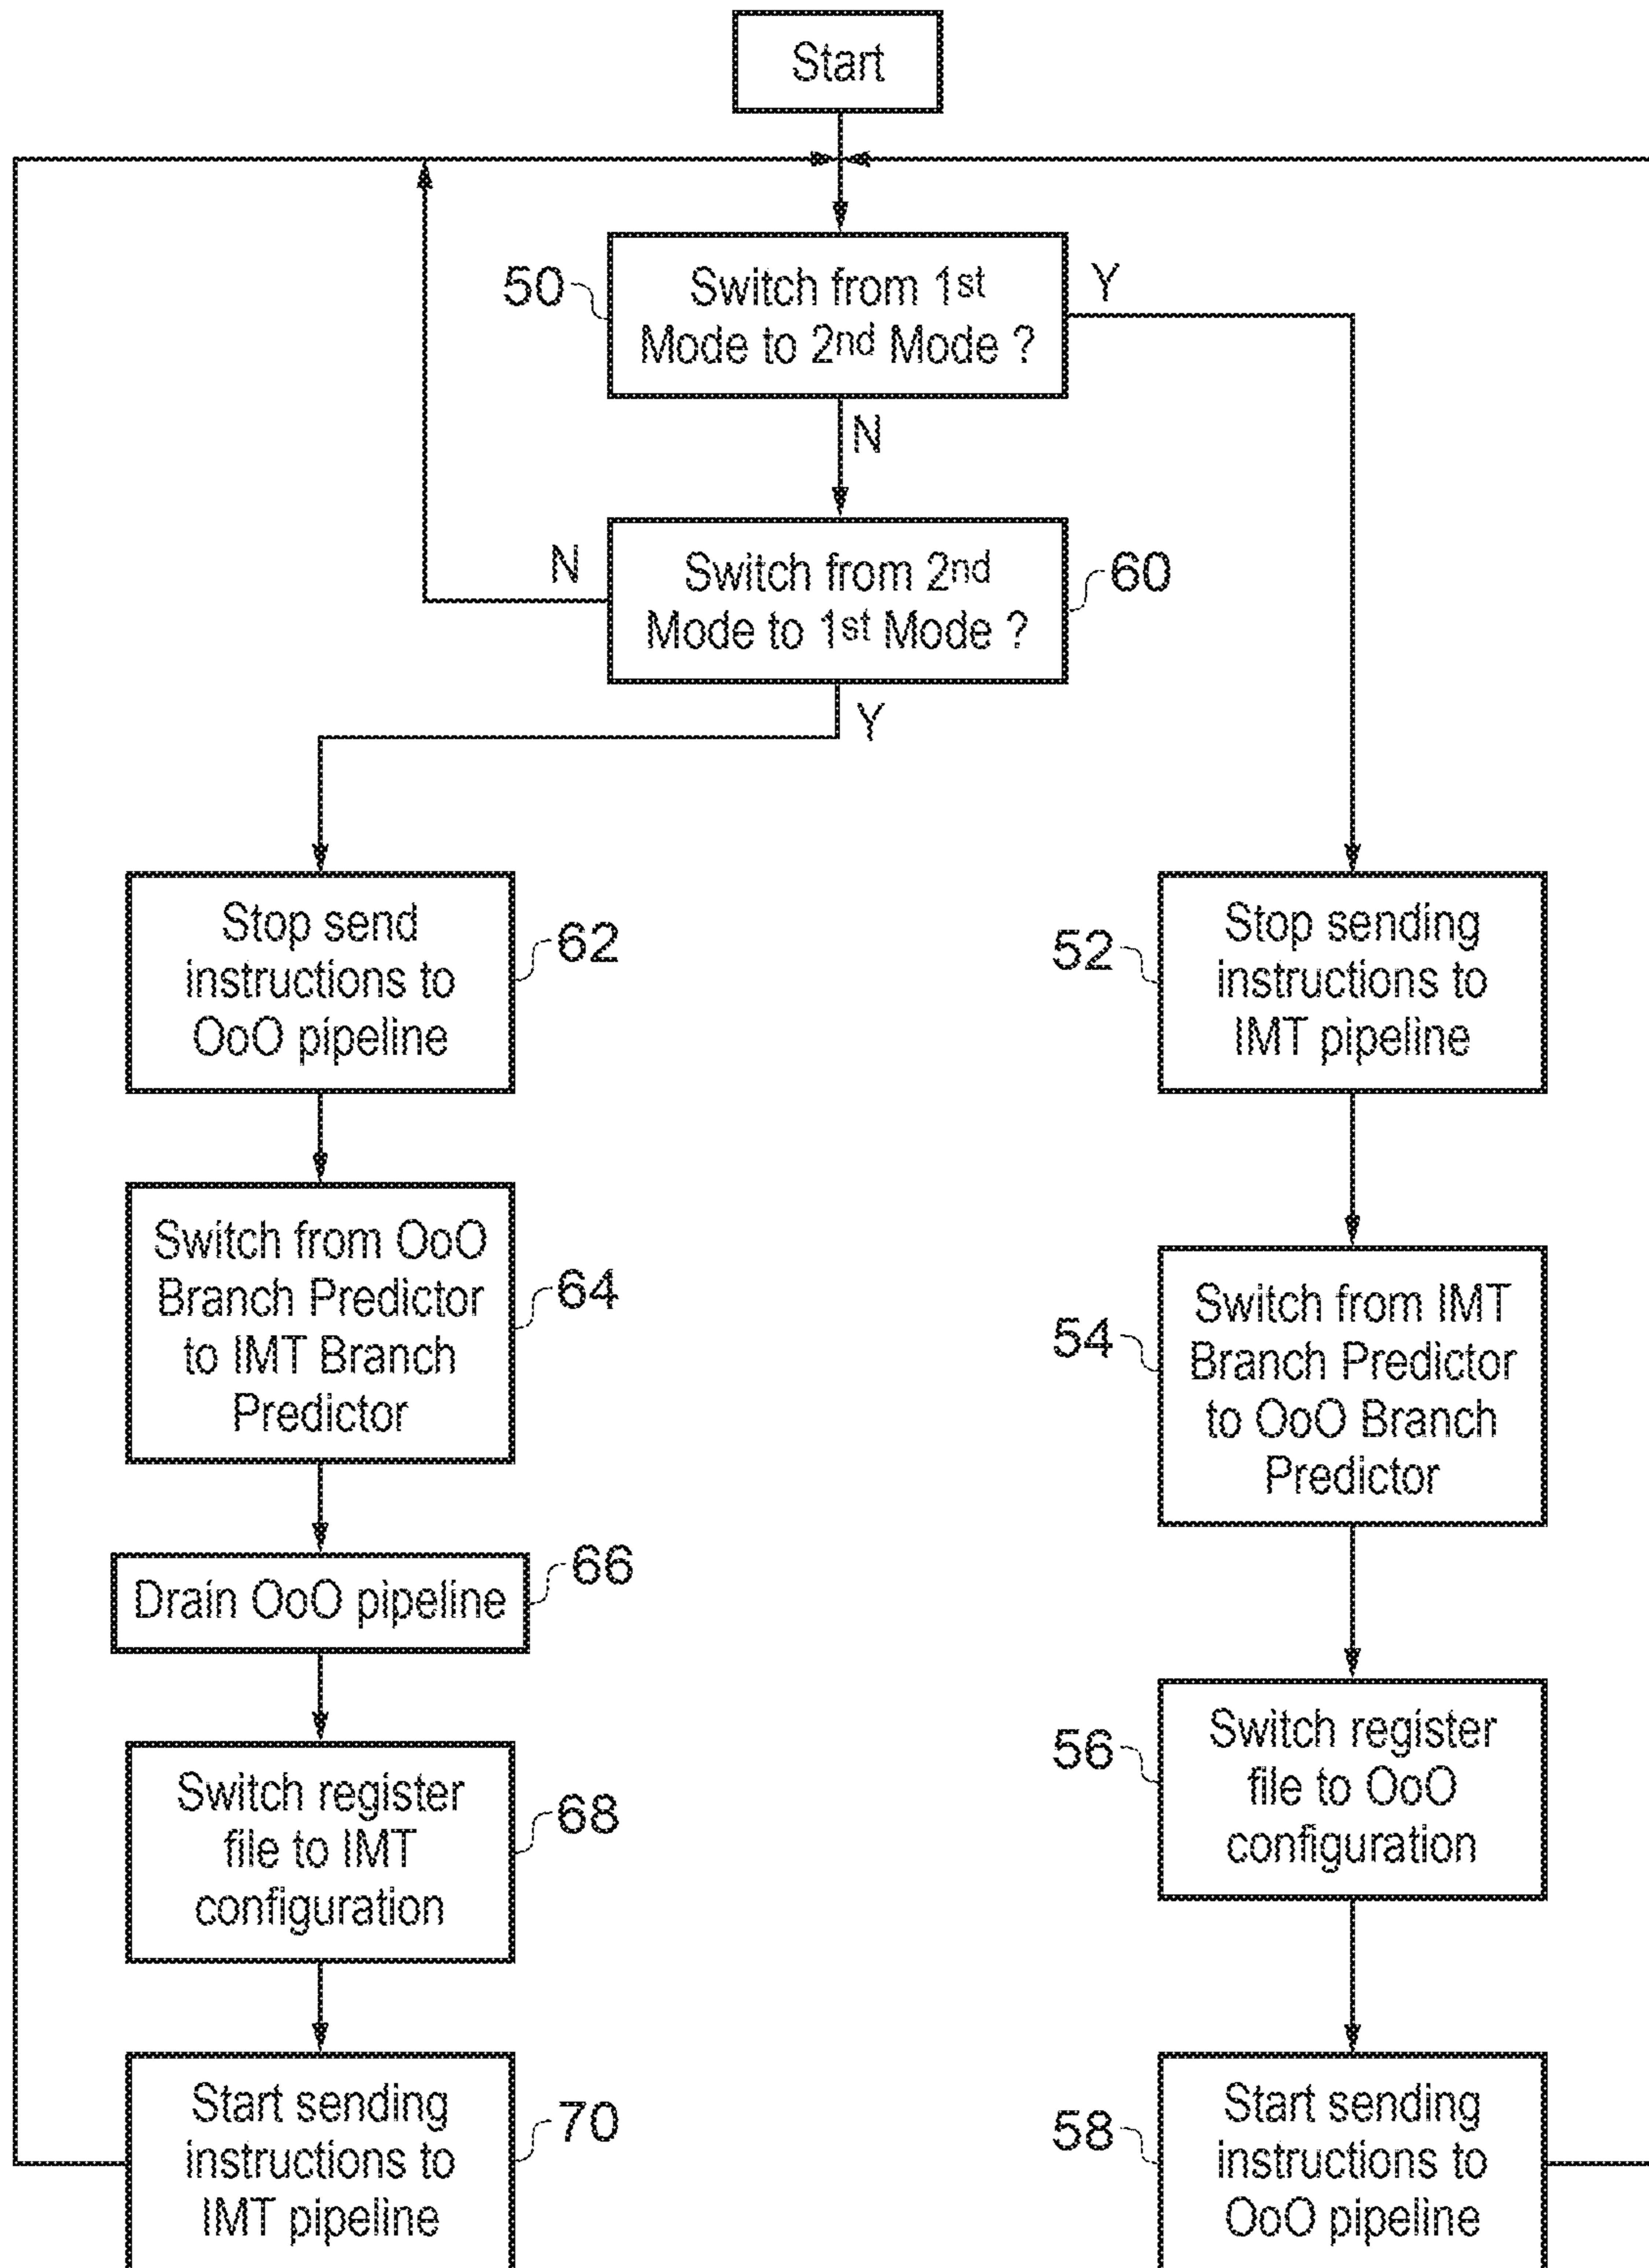 Start
50
Switch from 1st
Mode to 2nd Mode ?
Y
N
Switch from 2nd
Mode to 1st Mode ?
60
N
Y
Stop send
instructions to
OoO pipeline
62
Switch from OoO
Branch Predictor
to IMT Branch
Predictor
64
Drain OoO pipeline
66
Switch register
file to IMT
configuration
68
Start sending
instructions to
IMT pipeline
70
52
Stop sending
instructions to
IMT pipeline
54
Switch from IMT
Branch Predictor
to OoO Branch
Predictor
56
Switch register
file to OoO
configuration
58
Start sending
instructions to
OoO pipeline